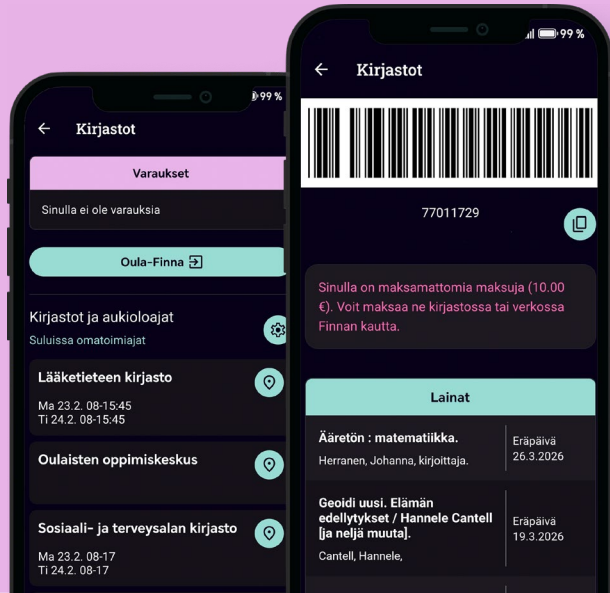 99 %
Kirjastot
Varaukset
Sinulla ei ole varauksia
Oula-Finna
Kirjastot ja aukioloajat
Suluissa omatoimiajat
Lääketieteen kirjasto
Ma 23.2. 08-15:45
Ti 24.2. 08-15:45
Oulaisten oppimiskeskus
Sosiaali- ja terveysalan kirjasto
Ma 23.2. 08-17
Ti 24.2. 08-17
99 %
Kirjastot
77011729
Sinulla on maksamattomia maksuja (10.00
€). Voit maksaa ne kirjastossa tai verkossa
Finnan kautta.
Lainat
Ääretön : matematiikka.
Herranen, Johanna, kirjoittaja.
Eräpäivä
26.3.2026
Geoidi uusi. Elämän
edellytykset / Hannele Cantell
[ja neljä muuta].
Cantell, Hannele,
Eräpäivä
19.3.2026